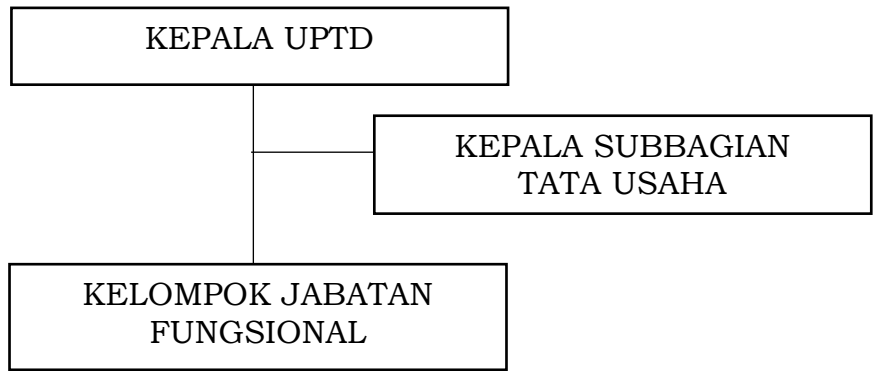 KEPALA UPTD
KEPALA SUBBAGIAN
TATA USAHA
KELOMPOK JABATAN
FUNGSIONAL